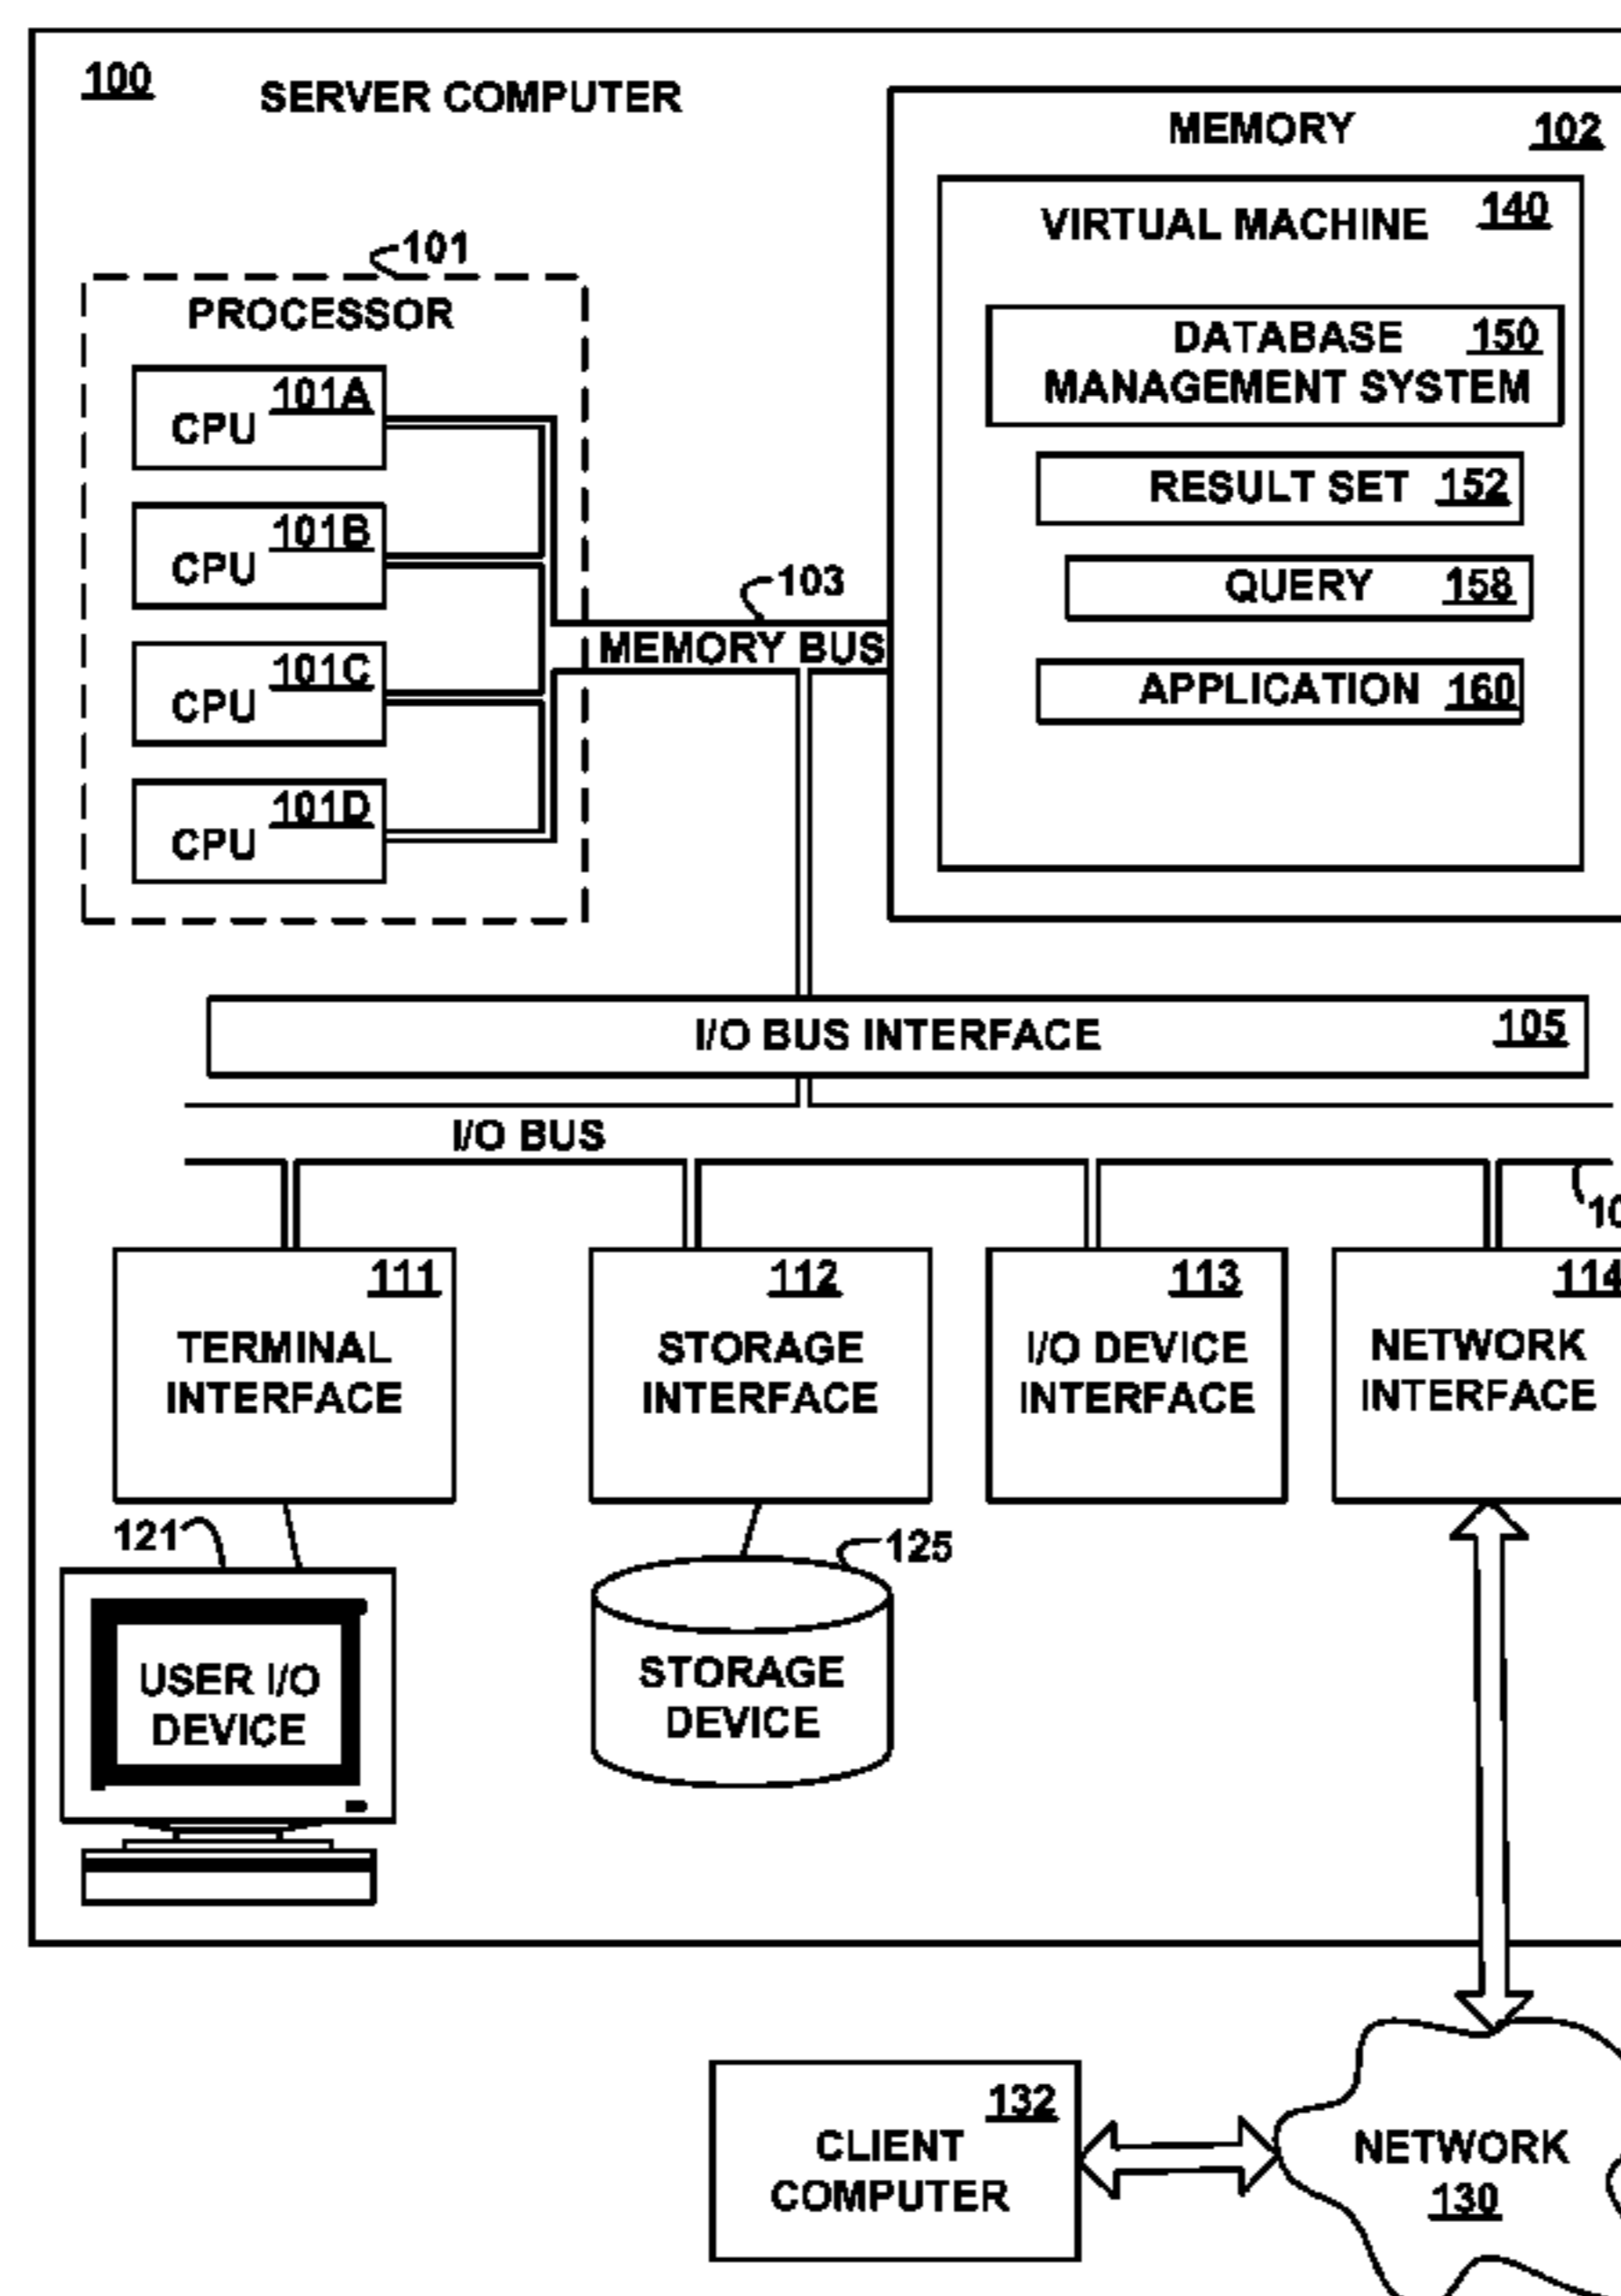 100
SERVER COMPUTER
MEMORY 102
VIRTUAL MACHINE 140
DATABASE 150
MANAGEMENT SYSTEM
RESULT SET 152
QUERY 158
APPLICATION 160
101
PROCESSOR
101A
CPU
101B
CPU
101C
CPU
101D
CPU
103
MEMORY BUS
I/O BUS INTERFACE 105
I/O BUS
111
TERMINAL
INTERFACE
112
STORAGE
INTERFACE
113
I/O DEVICE
INTERFACE
114
NETWORK
INTERFACE
121
USER I/O
DEVICE
125
STORAGE
DEVICE
132
CLIENT
COMPUTER
NETWORK
130